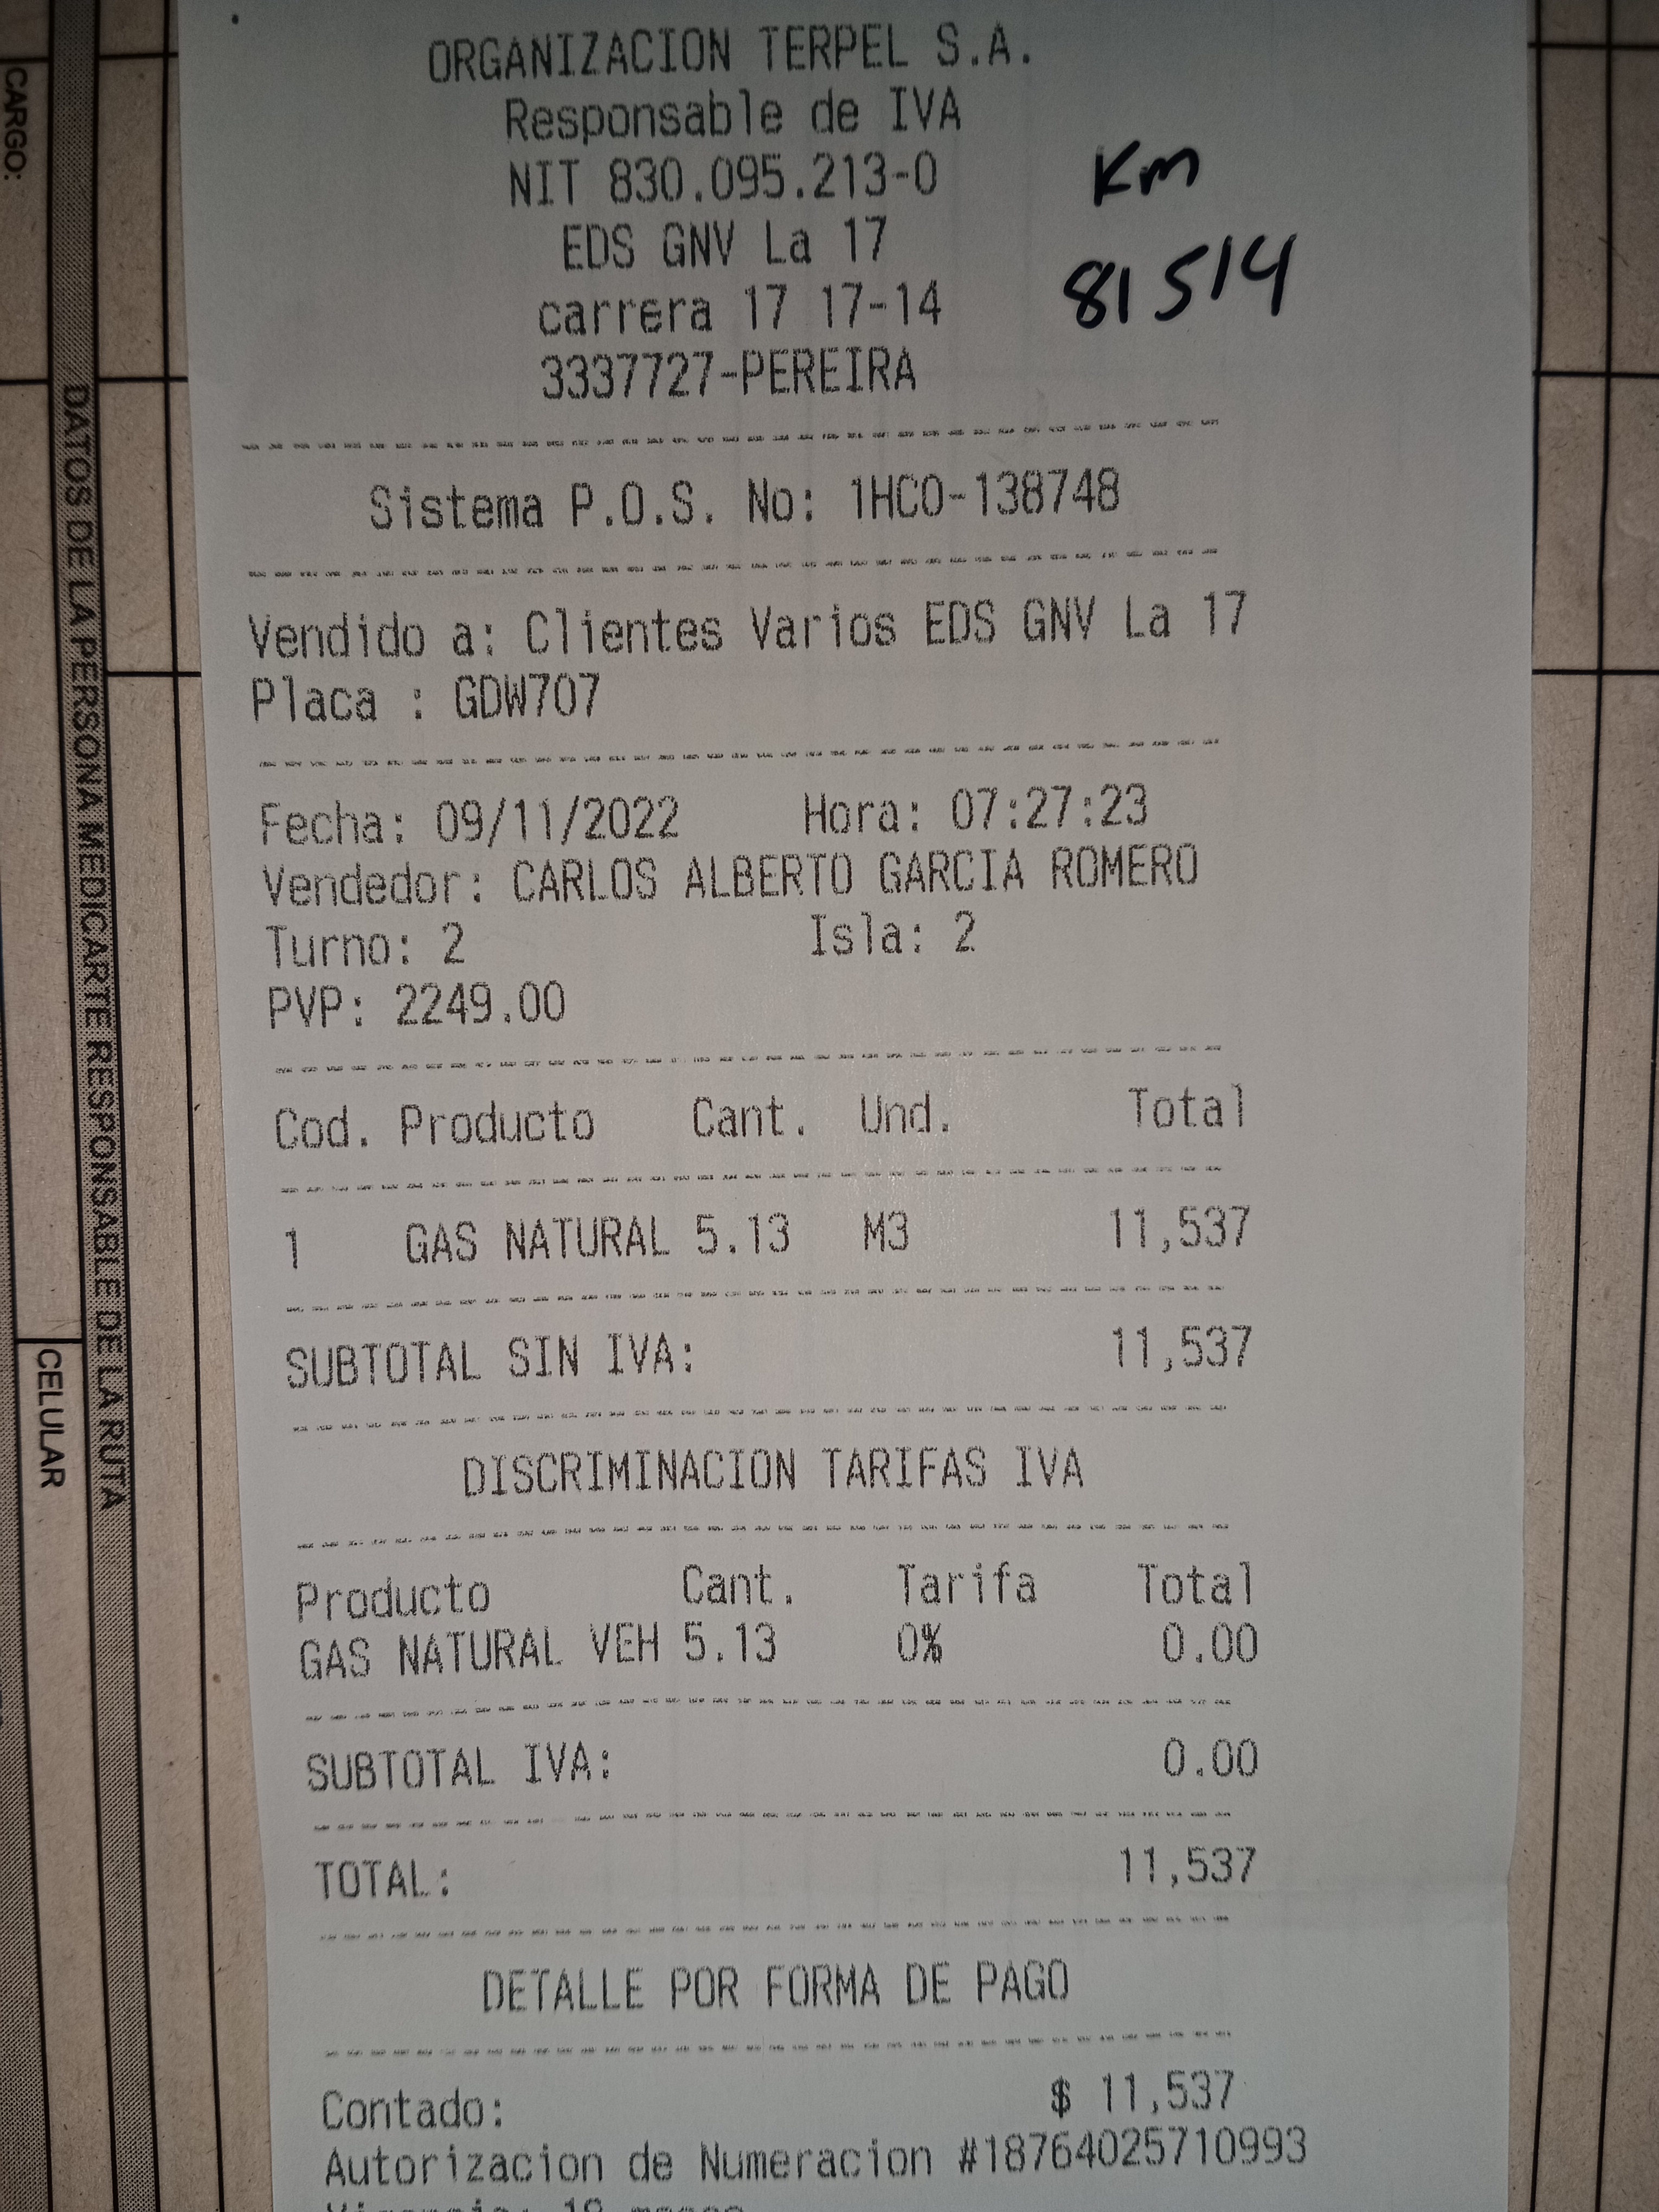 ORGANIZACION TERPEL S.A.
Responsable de IVA
NIT 830.095.213-0
EDS GNV La 17
carrera 17 17-14
3337727-PEREIRA
Km
81514
Sistema P.O.S. No: 1HCO-138748
Vendido a: Clientes Varios EDS GNV La 17
Placa : GDW707
Fecha: 09/11/2022 Hora: 07:27:23
Vendedor: CARLOS ALBERTO GARCIA ROMERO
Turno: 2 Isla: 2
PVP: 2249.00
Cod. Producto Cant. Und. Total
1 GAS NATURAL 5.13 M3 11,537
SUBTOTAL SIN IVA: 11,537
DISCRIMINACION TARIFAS IVA
Producto Cant. Tarifa Total
GAS NATURAL VEH 5.13 0% 0.00
SUBTOTAL IVA: 0.00
TOTAL: 11,537
DETALLE POR FORMA DE PAGO
Contado: $ 11,537
Autorizacion de Numeracion #18764025710993
CARGO:
DATOS DE LA PERSONA MEDICARTE RESPONSABLE DE LA RUTA
CELULAR